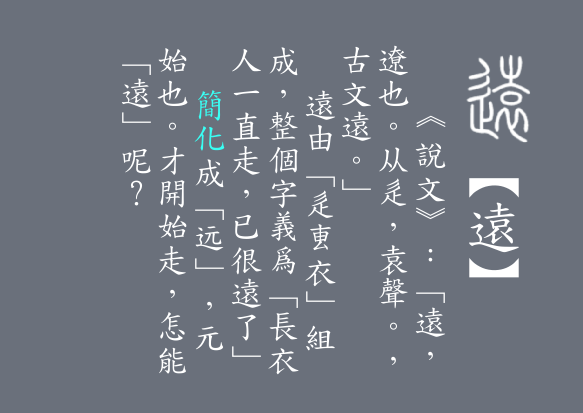 遠【遠】
《說文》：「遠，
遼也。从辵，袁聲。，
古文遠。」
遠由「辵叀衣」組
成，整個字義爲「長衣
人一直走，已很遠了」
簡化成「远」，元
始也。才開始走，怎能
「遠」呢？